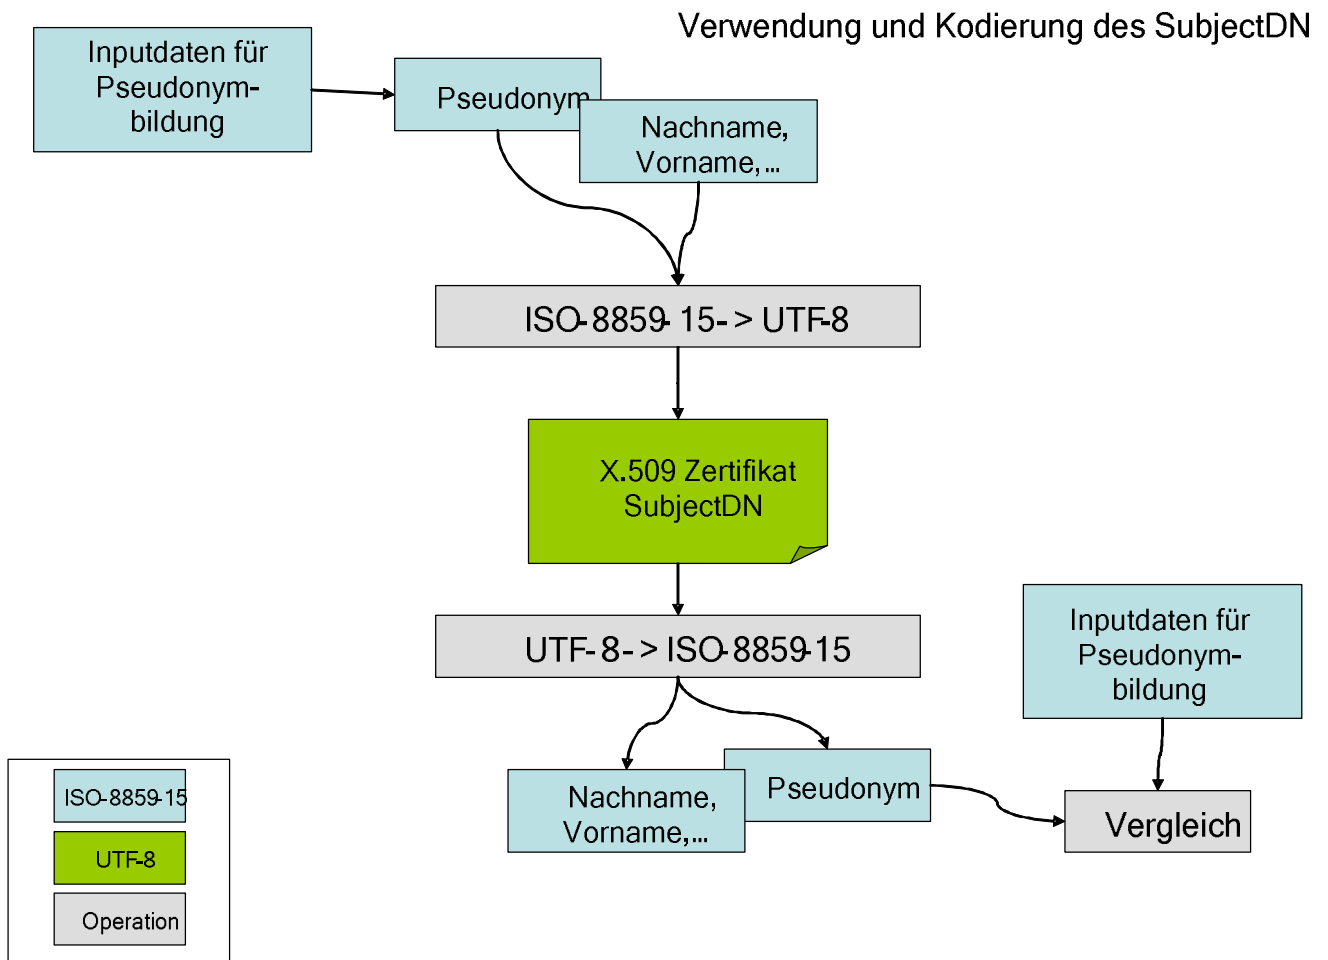 Verwendung und Kodierung des SubjectDN
Inputdaten für
Pseudonym-
bildung
Pseudonym
Nachname,
Vorname,...
ISO-8859-15-> UTF-8
X.509 Zertifikat
SubjectDN
UTF-8-> ISO-8859-15
Inputdaten für
Pseudonym-
bildung
Nachname,
Vorname,...
Pseudonym
Vergleich
ISO-8859-15
UTF-8
Operation